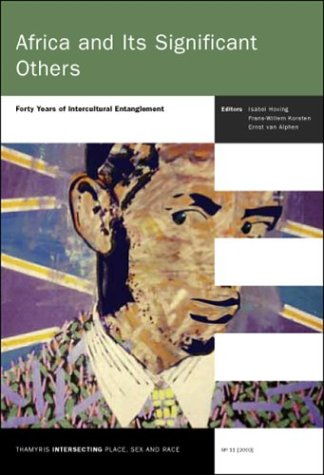 Africa and Its Significant
Others
Forty Years of Intercultural Entanglement
Editors
Isabel Hoving
Frans-Willem Korsten
Ernst van Alphen
THAMYRIS INTERSECTING PLACE, SEX AND RACE
Nº 11 [2003]